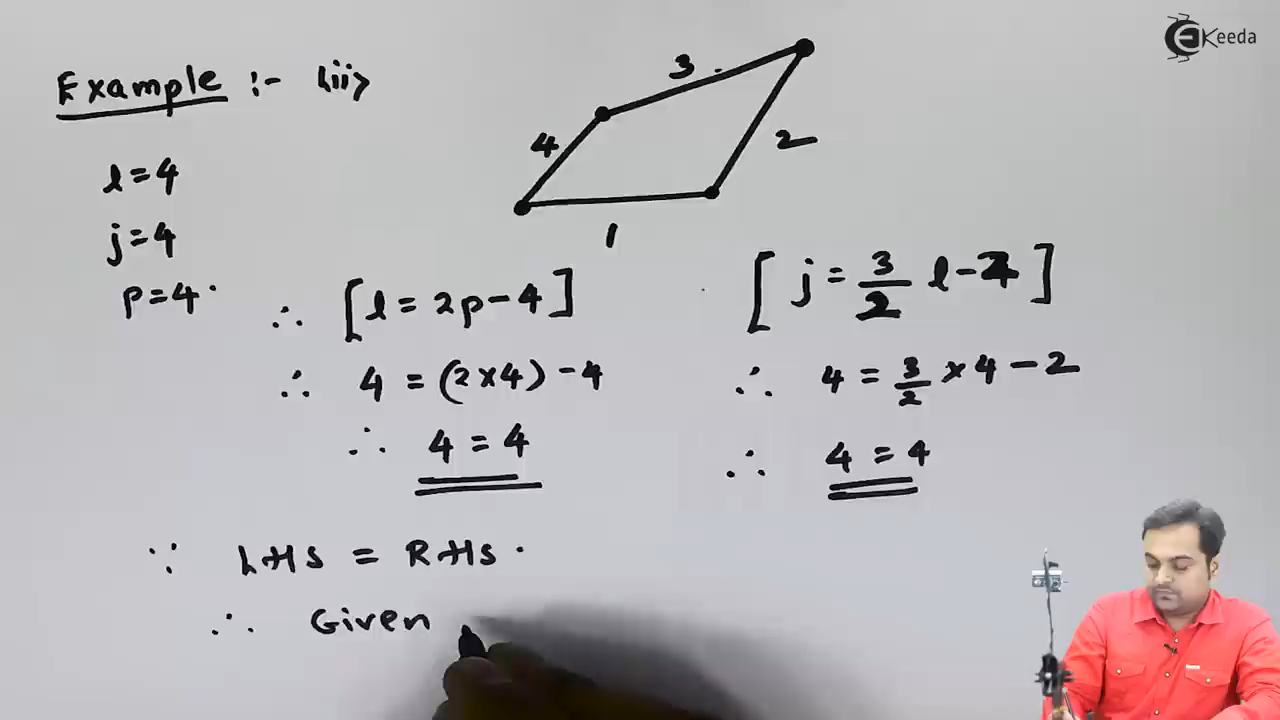 EKeeda
Example :- (ii)
3
4
2
1
l=4
j=4
p=4.
∴ [l = 2p - 4]
∴ 4 = (2×4) - 4
∴ 4 = 4
[j = 3/2 l - 2]
∴ 4 = 3/2 × 4 - 2
∴ 4 = 4
∵ LHS = RHS.
∴ Given